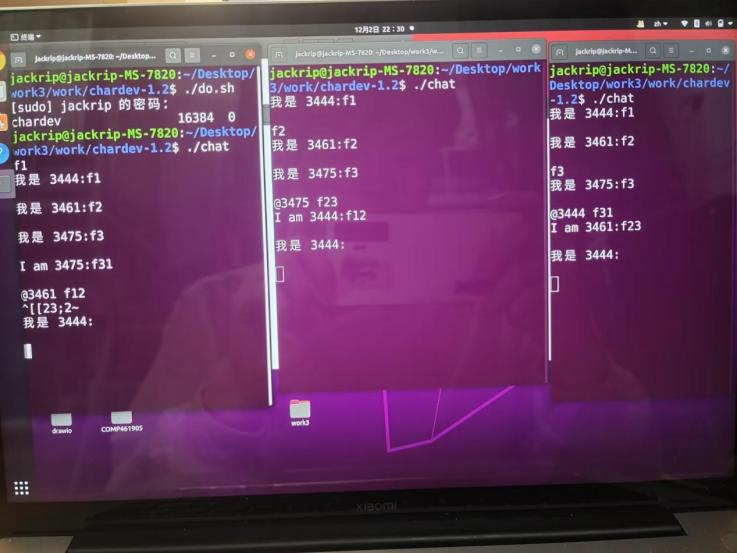 终端
12月2日 22：30
zh
jackrip@jackrip-MS-7820: ~/Desktop...
jackrip@jackrip-MS-7820:~/Desktop/
work3/work/chardev-1.2$ ./do.sh
[sudo] jackrip 的密码：
chardev 16384 0
jackrip@jackrip-MS-7820:~/Desktop/
work3/work/chardev-1.2$ ./chat
f1
我是 3444:f1
我是 3461:f2
我是 3475:f3
I am 3475:f31
@3461 f12
^[[23;2~
我是 3444:
jackrip@jackrip-MS-7820: ~/Desktop/work3/w...
jackrip@jackrip-MS-7820:~/Desktop/work
3/work/chardev-1.2$ ./chat
我是 3444:f1
f2
我是 3461:f2
我是 3475:f3
@3475 f23
I am 3444:f12
我是 3444:
jackrip@jackrip-M...
jackrip@jackrip-MS-7820:~/
Desktop/work3/work/chardev
-1.2$ ./chat
我是 3444:f1
我是 3461:f2
f3
我是 3475:f3
@3444 f31
I am 3461:f23
我是 3444:
drawio
COMP461905
work3
xiaomi